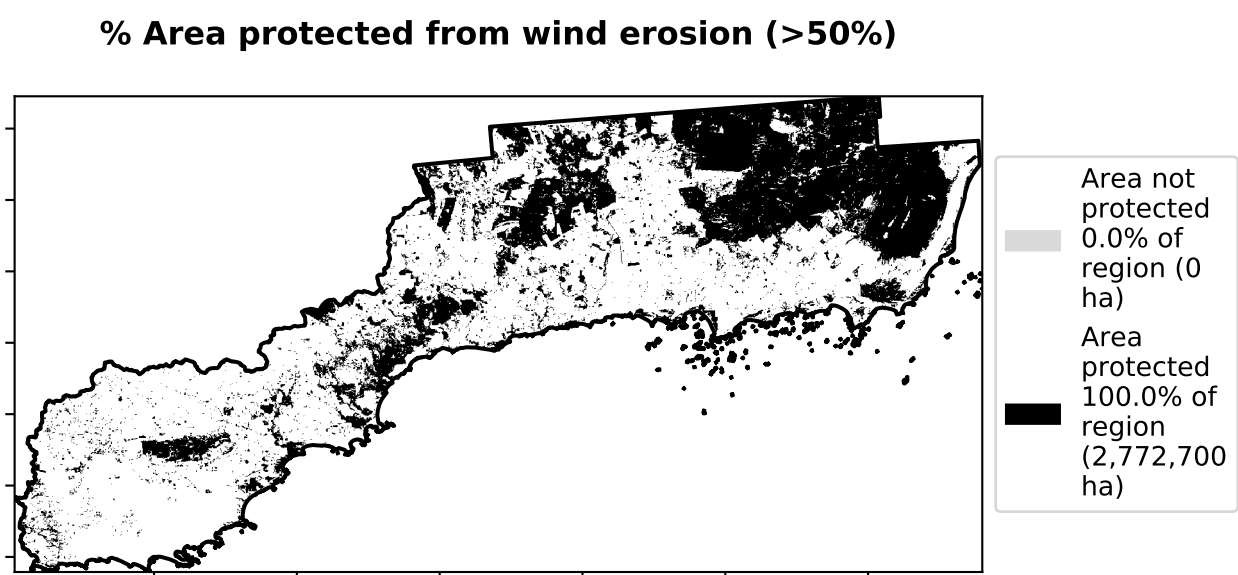 % Area protected from wind erosion (>50%)
Area not
protected
0.0% of
region (0
ha)
Area
protected
100.0% of
region
(2,772,700
ha)